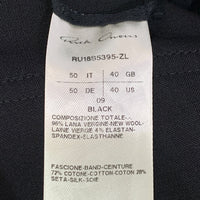 Rick Owens
RU18S5395-ZL
50 IT 40 GB
50 DE 40 US
09
BLACK
COMPOSIZIONE TOTALE-
96% LANA VERGINE-NEW WOOL-
LAINE VIERGE 4% ELASTAN-
SPANDEX-ELASTHANNE
FASCIONE-BAND-CEINTURE
72% COTONE-COTTON-COTON 28%
SETA-SILK-SOIE